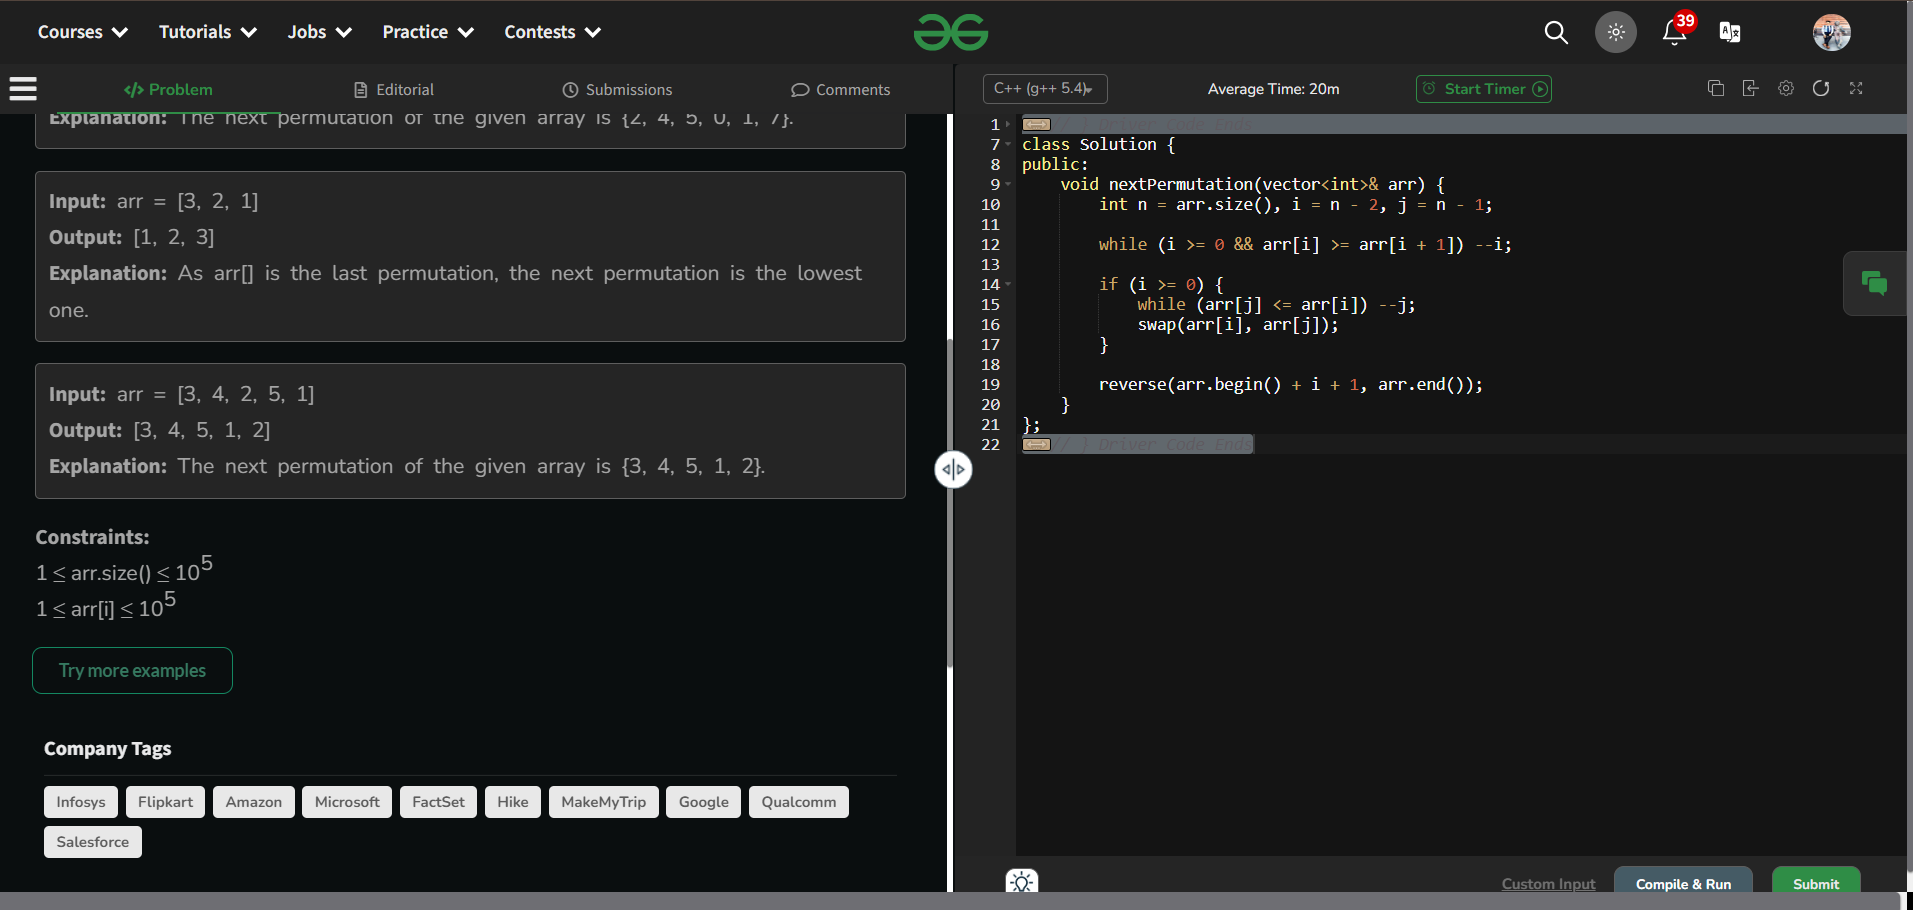 Courses Tutorials Jobs Practice Contests 39
Problem Editorial Submissions Comments
C++ (g++ 5.4) Average Time: 20m Start Timer
Explanation: The next permutation of the given array is {2, 4, 5, 0, 1, 7}.
Input: arr = [3, 2, 1]
Output: [1, 2, 3]
Explanation: As arr[] is the last permutation, the next permutation is the lowest
one.
Input: arr = [3, 4, 2, 5, 1]
Output: [3, 4, 5, 1, 2]
Explanation: The next permutation of the given array is {3, 4, 5, 1, 2}.
Constraints:
1 ≤ arr.size() ≤ 10^5
1 ≤ arr[i] ≤ 10^5
Try more examples
Company Tags
Infosys Flipkart Amazon Microsoft FactSet Hike MakeMyTrip Google Qualcomm
Salesforce
1 // } Driver Code Ends
7 class Solution {
8 public:
9 void nextPermutation(vector<int>& arr) {
10 int n = arr.size(), i = n - 2, j = n - 1;
11
12 while (i >= 0 && arr[i] >= arr[i + 1]) --i;
13
14 if (i >= 0) {
15 while (arr[j] <= arr[i]) --j;
16 swap(arr[i], arr[j]);
17 }
18
19 reverse(arr.begin() + i + 1, arr.end());
20 }
21 };
22 // } Driver Code Ends
Custom Input Compile & Run Submit